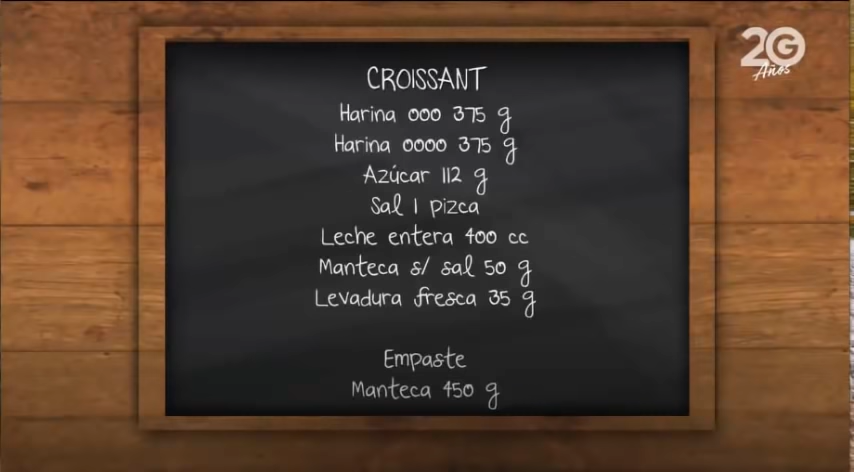 2G
Años
CROISSANT
Harina 000 375 g
Harina 0000 375 g
Azúcar 112 g
Sal 1 pizca
Leche entera 400 cc
Manteca s/ sal 50 g
Levadura fresca 35 g
Empaste
Manteca 450 g